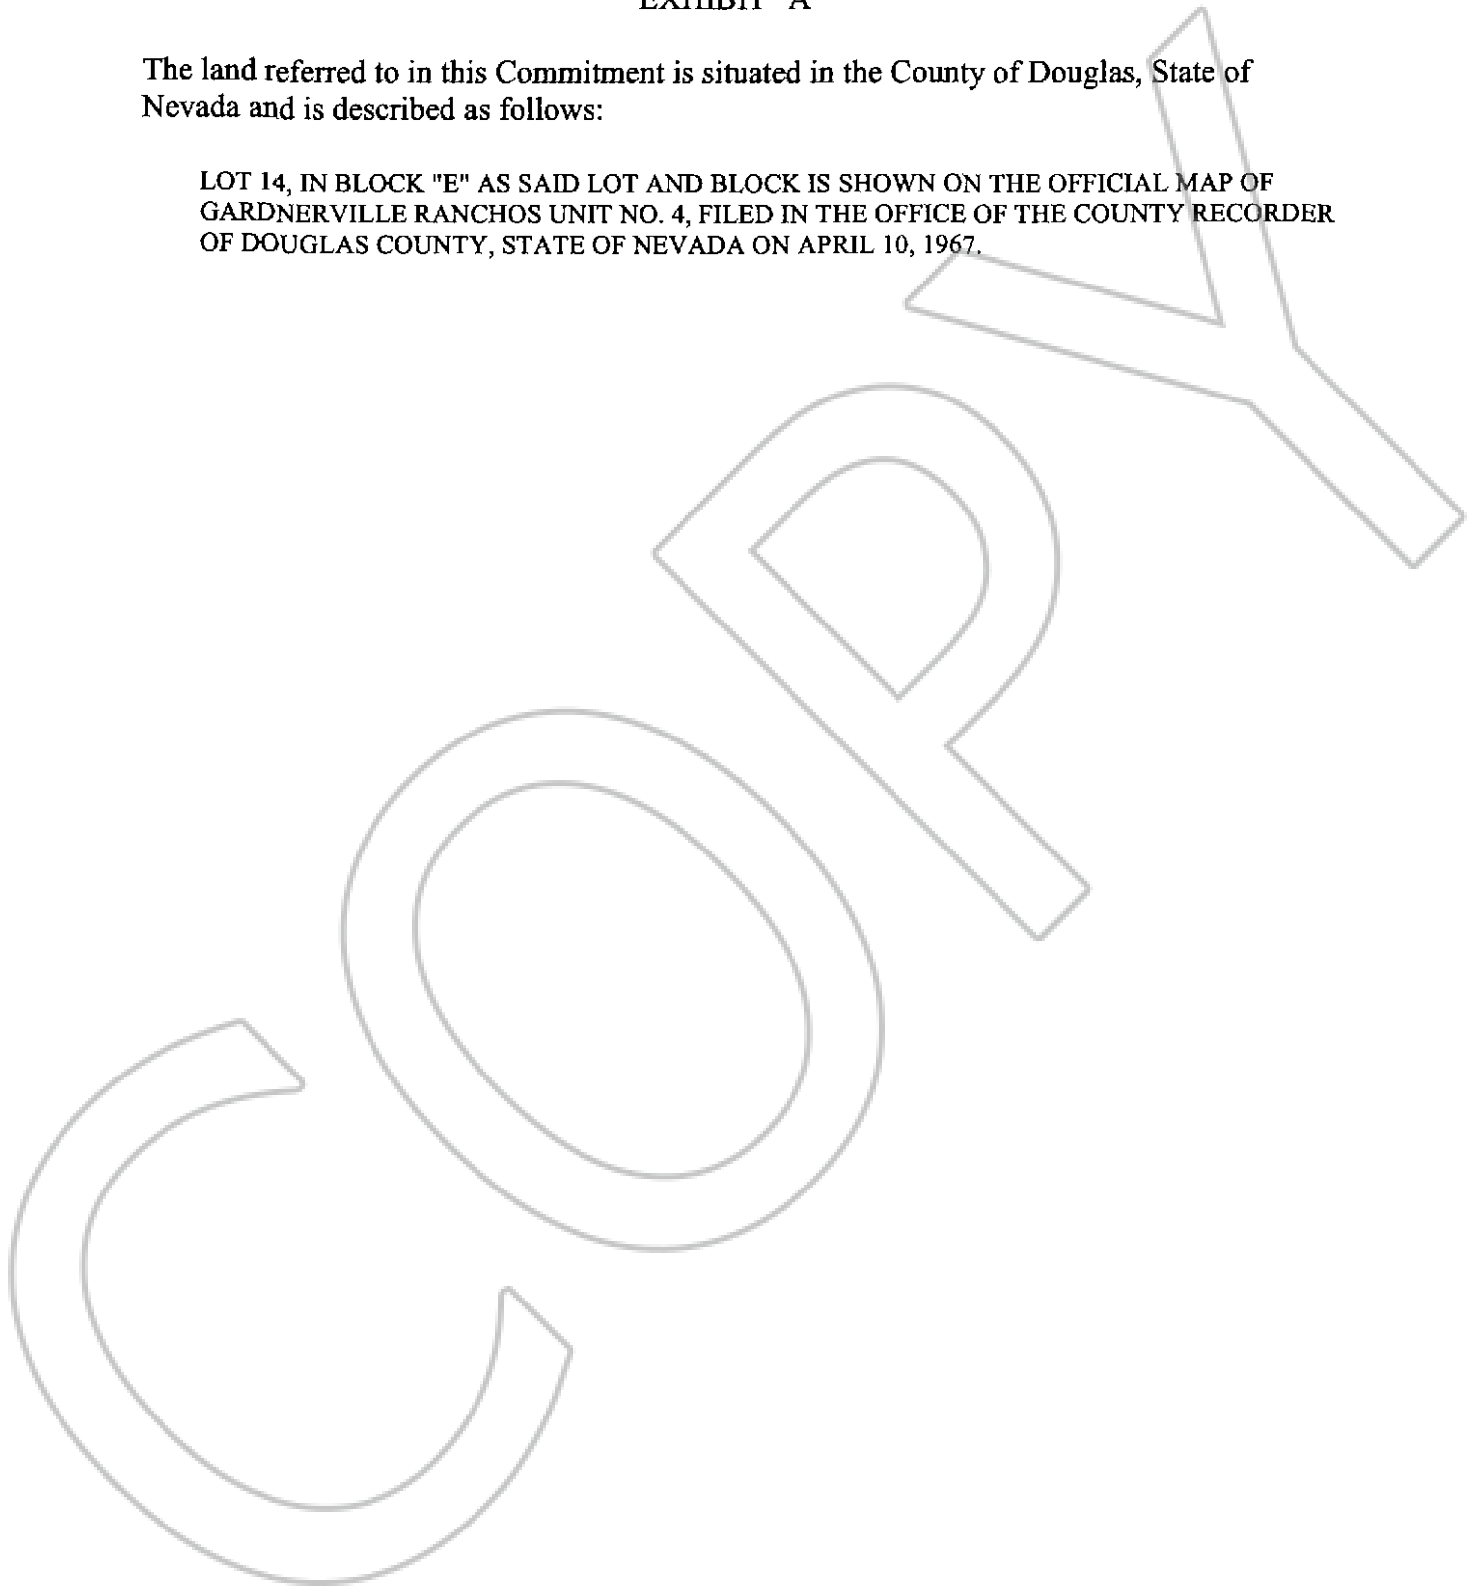 EXHIBIT "A"
The land referred to in this Commitment is situated in the County of Douglas, State of
Nevada and is described as follows:
LOT 14, IN BLOCK "E" AS SAID LOT AND BLOCK IS SHOWN ON THE OFFICIAL MAP OF
GARDNERVILLE RANCHOS UNIT NO. 4, FILED IN THE OFFICE OF THE COUNTY RECORDER
OF DOUGLAS COUNTY, STATE OF NEVADA ON APRIL 10, 1967.
COPY